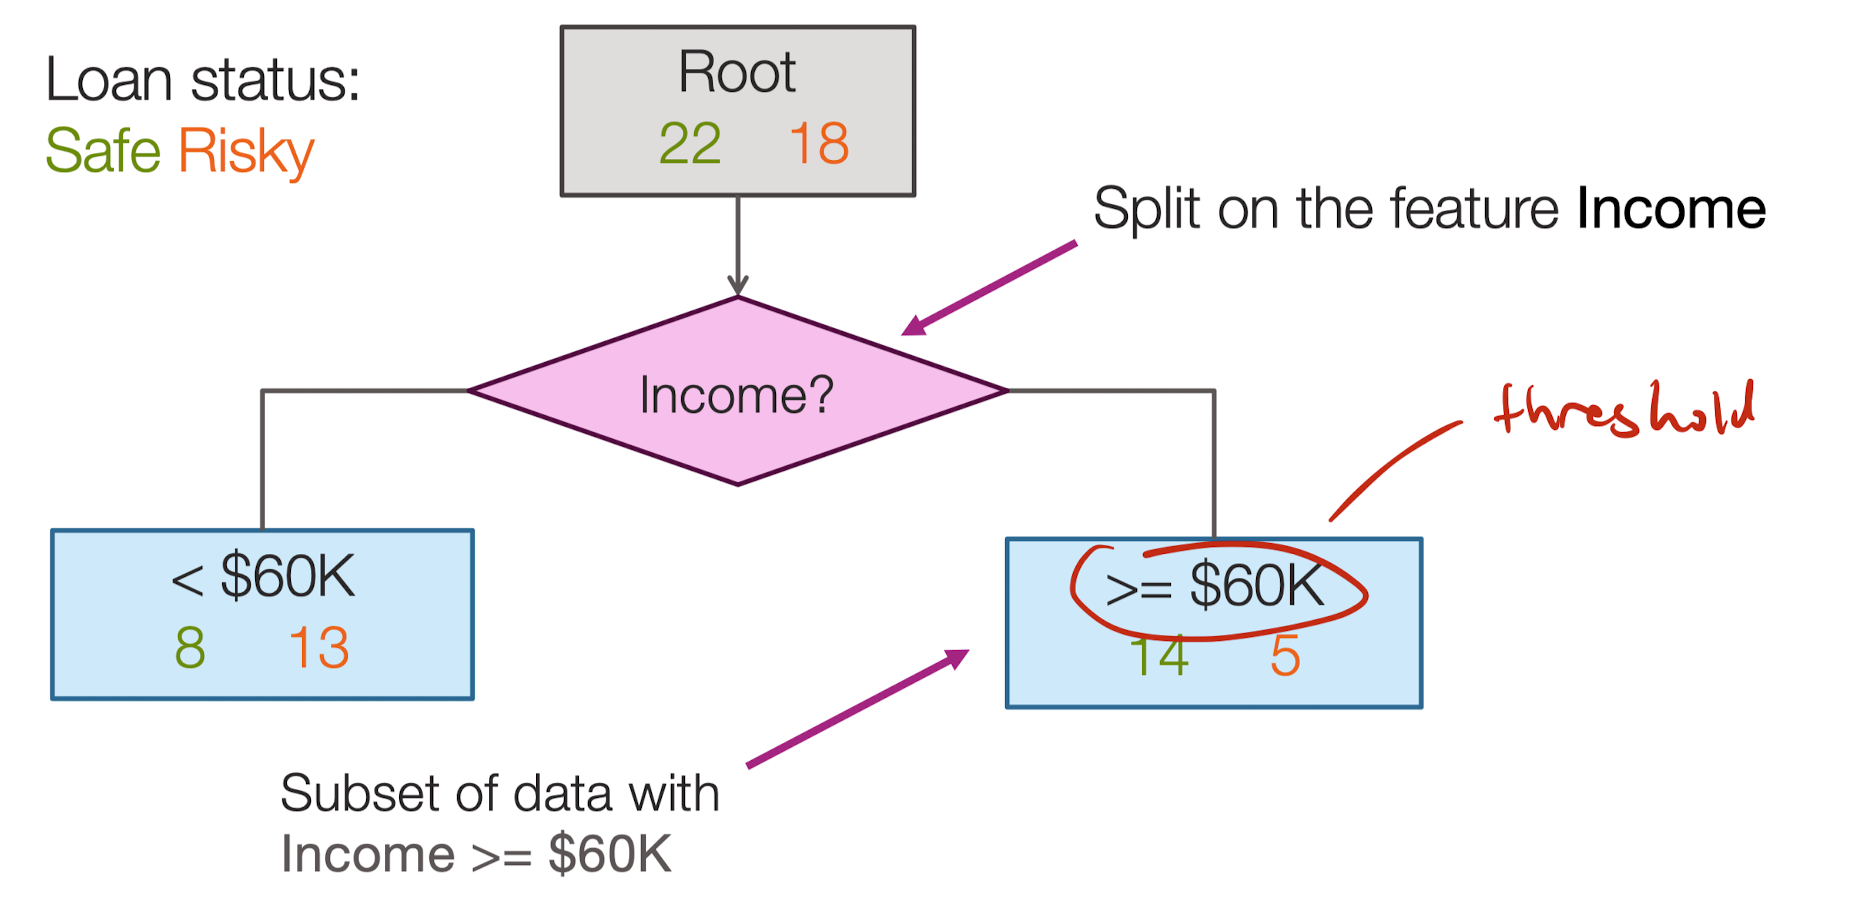 Loan status:
Safe Risky
Root
22 18
Split on the feature Income
Income?
threshold
< $60K
8 13
>= $60K
14 5
Subset of data with
Income >= $60K